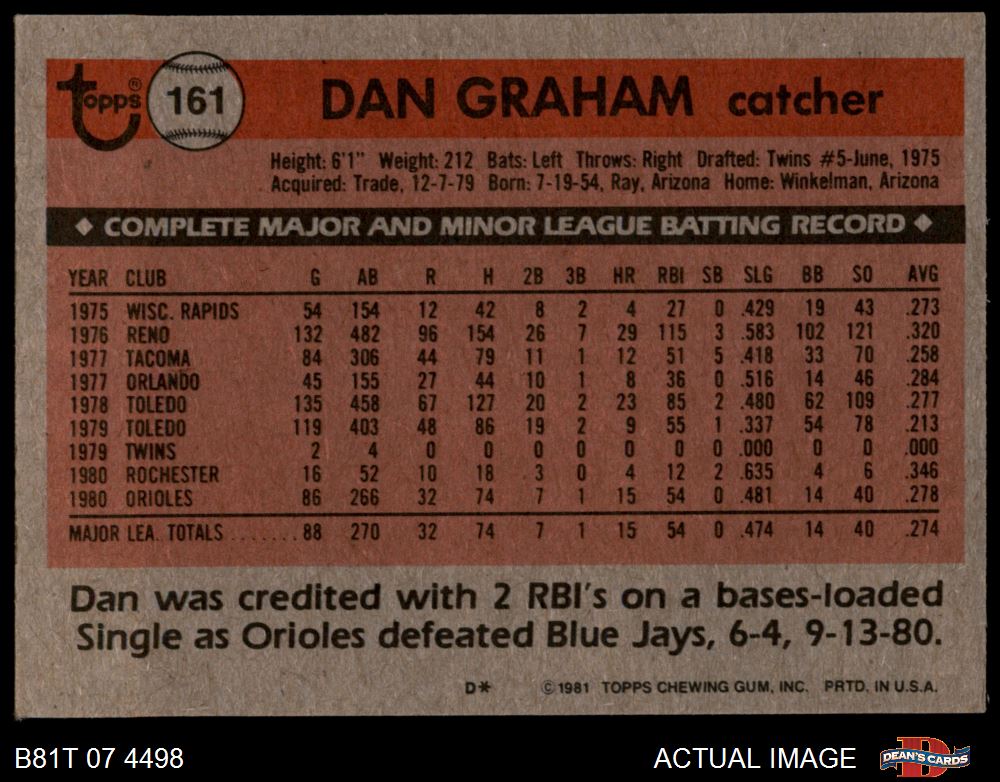 topps® 161 DAN GRAHAM catcher
Height: 6'1" Weight: 212 Bats: Left Throws: Right Drafted: Twins #5-June, 1975
Acquired: Trade, 12-7-79 Born: 7-19-54, Ray, Arizona Home: Winkelman, Arizona
◆ COMPLETE MAJOR AND MINOR LEAGUE BATTING RECORD ◆
YEAR CLUB G AB R H 2B 3B HR RBI SB SLG BB SO AVG
1975 WISC. RAPIDS 54 154 12 42 8 2 4 27 0 .429 19 43 .273
1976 RENO 132 482 96 154 26 7 29 115 3 .583 102 121 .320
1977 TACOMA 84 306 44 79 11 1 12 51 5 .418 33 70 .258
1977 ORLANDO 45 155 27 44 10 1 8 36 0 .516 14 46 .284
1978 TOLEDO 135 458 67 127 20 2 23 85 2 .480 62 109 .277
1979 TOLEDO 119 403 48 86 19 2 9 55 1 .337 54 78 .213
1979 TWINS 2 4 0 0 0 0 0 0 0 .000 0 0 .000
1980 ROCHESTER 16 52 10 18 3 0 4 12 2 .635 4 6 .346
1980 ORIOLES 86 266 32 74 7 1 15 54 0 .481 14 40 .278
MAJOR LEA. TOTALS ....... 88 270 32 74 7 1 15 54 0 .474 14 40 .274
Dan was credited with 2 RBI's on a bases-loaded
Single as Orioles defeated Blue Jays, 6-4, 9-13-80.
D* ©1981 TOPPS CHEWING GUM, INC. PRTD. IN U.S.A.
B81T 07 4498 ACTUAL IMAGE DEAN'S CARDS